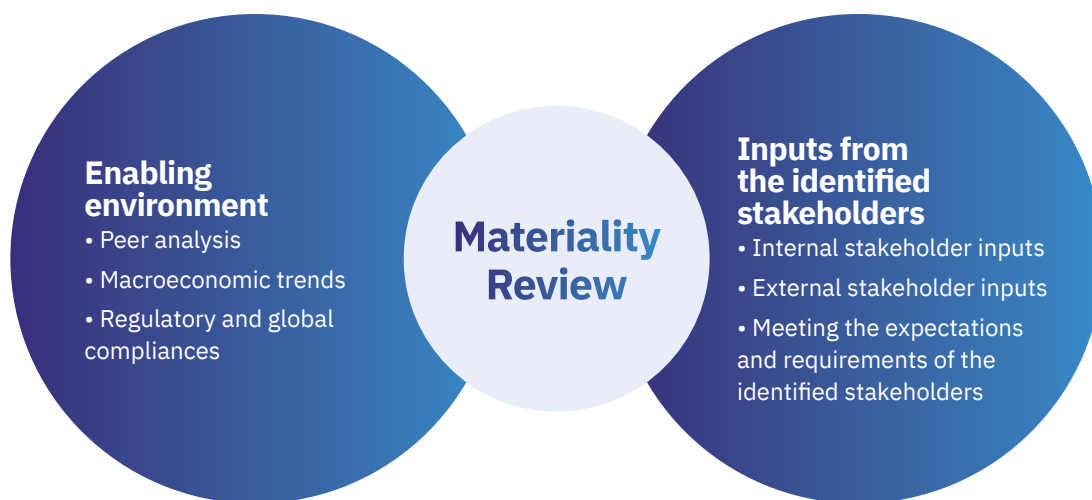 Enabling
environment
• Peer analysis
• Macroeconomic trends
• Regulatory and global
compliances
Materiality
Review
Inputs from
the identified
stakeholders
• Internal stakeholder inputs
• External stakeholder inputs
• Meeting the expectations
and requirements of the
identified stakeholders